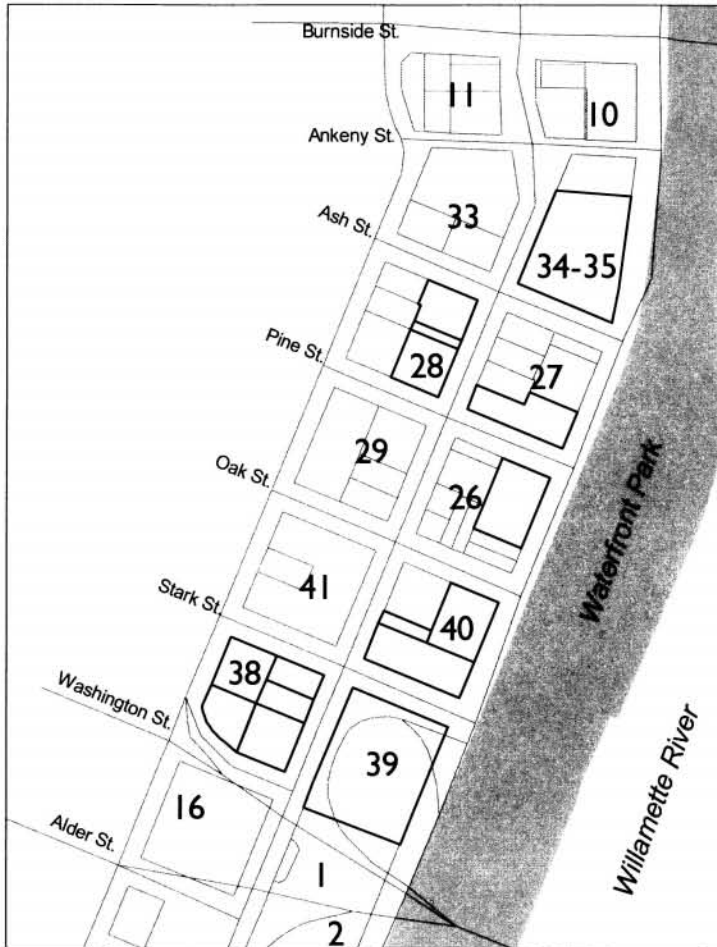 Burnside St.
11
10
Ankeny St.
33
Ash St.
34-35
Pine St.
28
27
29
Oak St.
26
Waterfront Park
41
Stark St.
40
38
Washington St.
39
16
Willamette River
Alder St.
1
2